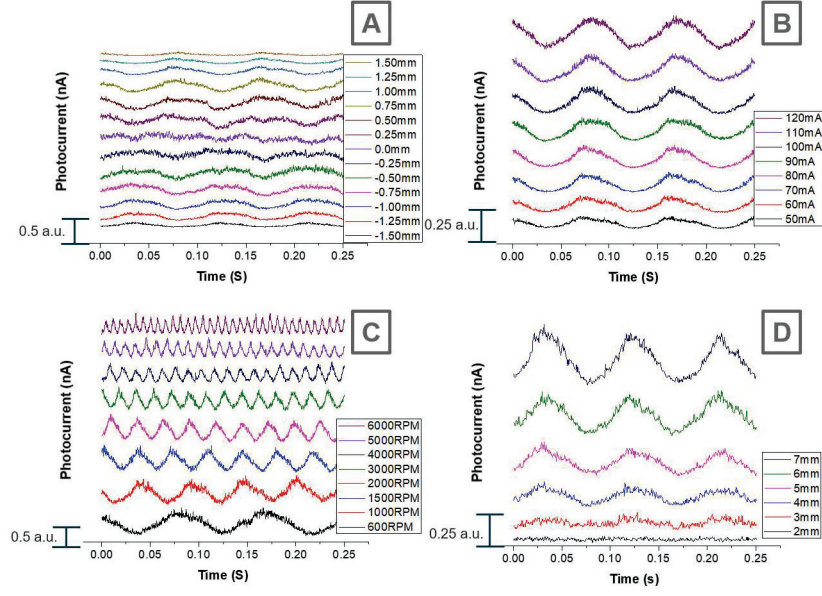 A
Photocurrent (nA)
1.50mm
1.25mm
1.00mm
0.75mm
0.50mm
0.25mm
0.0mm
-0.25mm
-0.50mm
-0.75mm
-1.00mm
-1.25mm
-1.50mm
0.5 a.u.
0.00 0.05 0.10 0.15 0.20 0.25
Time (S)
B
Photocurrent (nA)
120mA
110mA
100mA
90mA
80mA
70mA
60mA
50mA
0.25 a.u.
0.00 0.05 0.10 0.15 0.20 0.25
Time (S)
C
Photocurrent (nA)
6000RPM
5000RPM
4000RPM
3000RPM
2000RPM
1500RPM
1000RPM
600RPM
0.5 a.u.
0.00 0.05 0.10 0.15 0.20 0.25
Time (S)
D
Photocurrent (nA)
7mm
6mm
5mm
4mm
3mm
2mm
0.25 a.u.
0.00 0.05 0.10 0.15 0.20 0.25
Time (s)